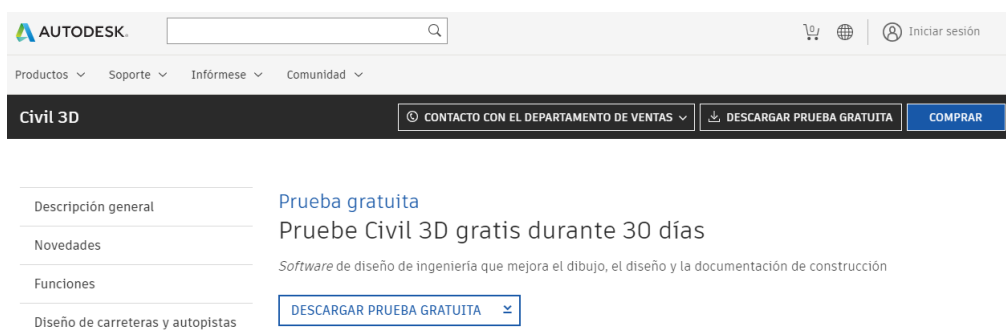 AUTODESK.
0
Iniciar sesión
Productos Soporte Infórmese Comunidad
Civil 3D
CONTACTO CON EL DEPARTAMENTO DE VENTAS
DESCARGAR PRUEBA GRATUITA
COMPRAR
Descripción general
Novedades
Funciones
Diseño de carreteras y autopistas
Prueba gratuita
Pruebe Civil 3D gratis durante 30 días
Software de diseño de ingeniería que mejora el dibujo, el diseño y la documentación de construcción
DESCARGAR PRUEBA GRATUITA